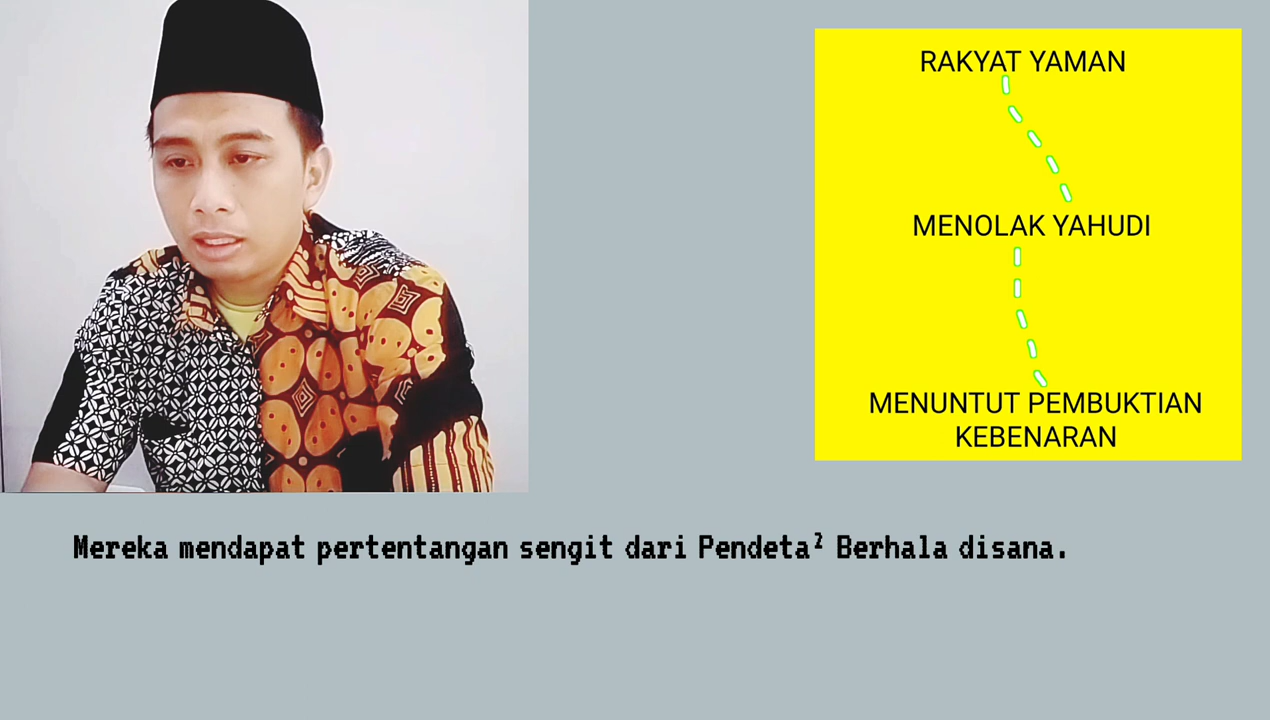 RAKYAT YAMAN
MENOLAK YAHUDI
MENUNTUT PEMBUKTIAN
KEBENARAN
Mereka mendapat pertentangan sengit dari Pendeta² Berhala disana.